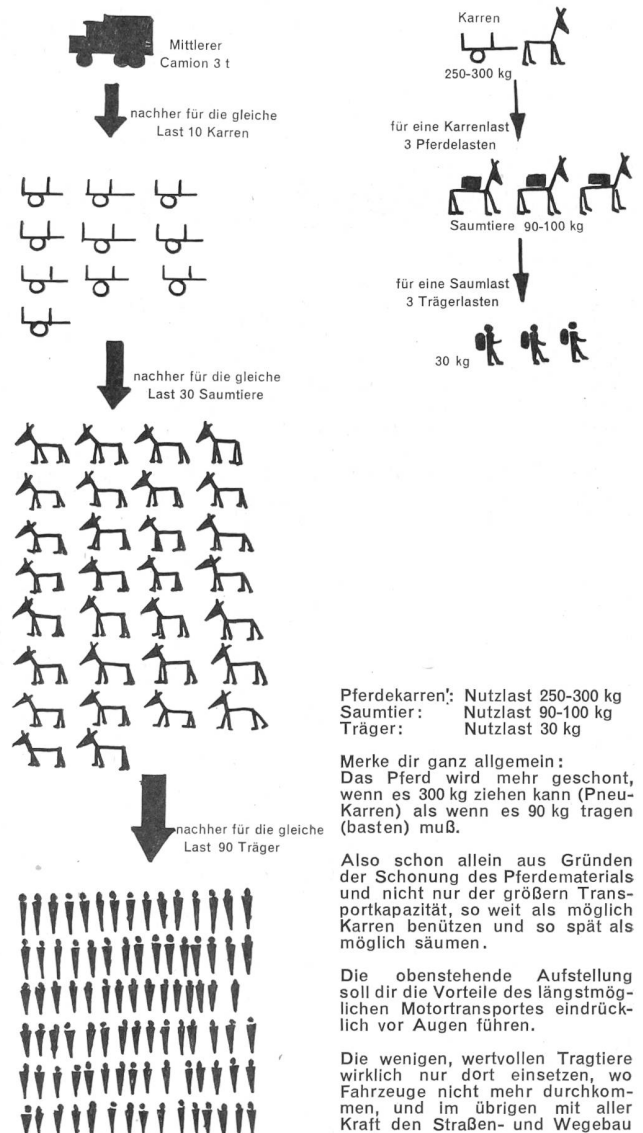 Mittlerer
Camion 3 t
nachher für die gleiche
Last 10 Karren
nachher für die gleiche
Last 30 Saumtiere
nachher für die gleiche
Last 90 Träger
Karren
250-300 kg
für eine Karrenlast
3 Pferdelasten
Saumtiere 90-100 kg
für eine Saumlast
3 Trägerlasten
30 kg
Pferdekarren': Nutzlast 250-300 kg
Saumtier: Nutzlast 90-100 kg
Träger: Nutzlast 30 kg
Merke dir ganz allgemein:
Das Pferd wird mehr geschont,
wenn es 300 kg ziehen kann (Pneu-
Karren) als wenn es 90 kg tragen
(basten) muß.
Also schon allein aus Gründen
der Schonung des Pferdematerials
und nicht nur der größern Trans-
portkapazität, so weit als möglich
Karren benützen und so spät als
möglich säumen.
Die obenstehende Aufstellung
soll dir die Vorteile des längstmög-
lichen Motortransportes eindrück-
lich vor Augen führen.
Die wenigen, wertvollen Tragtiere
wirklich nur dort einsetzen, wo
Fahrzeuge nicht mehr durchkom-
men, und im übrigen mit aller
Kraft den Straßen- und Wegebau